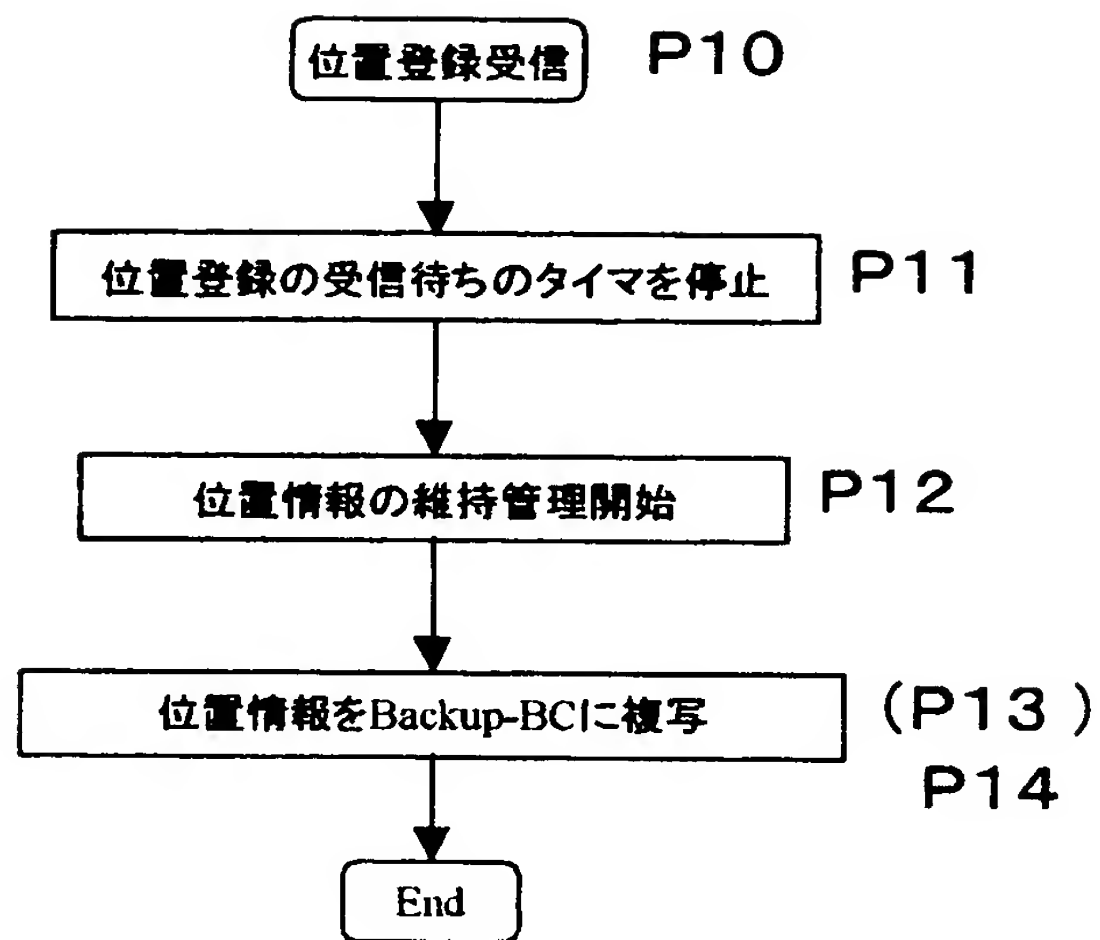 位置登録受信 P10
位置登録の受信待ちのタイマを停止 P11
位置情報の維持管理開始 P12
位置情報をBackup-BCに複写 (P13)
P14
End